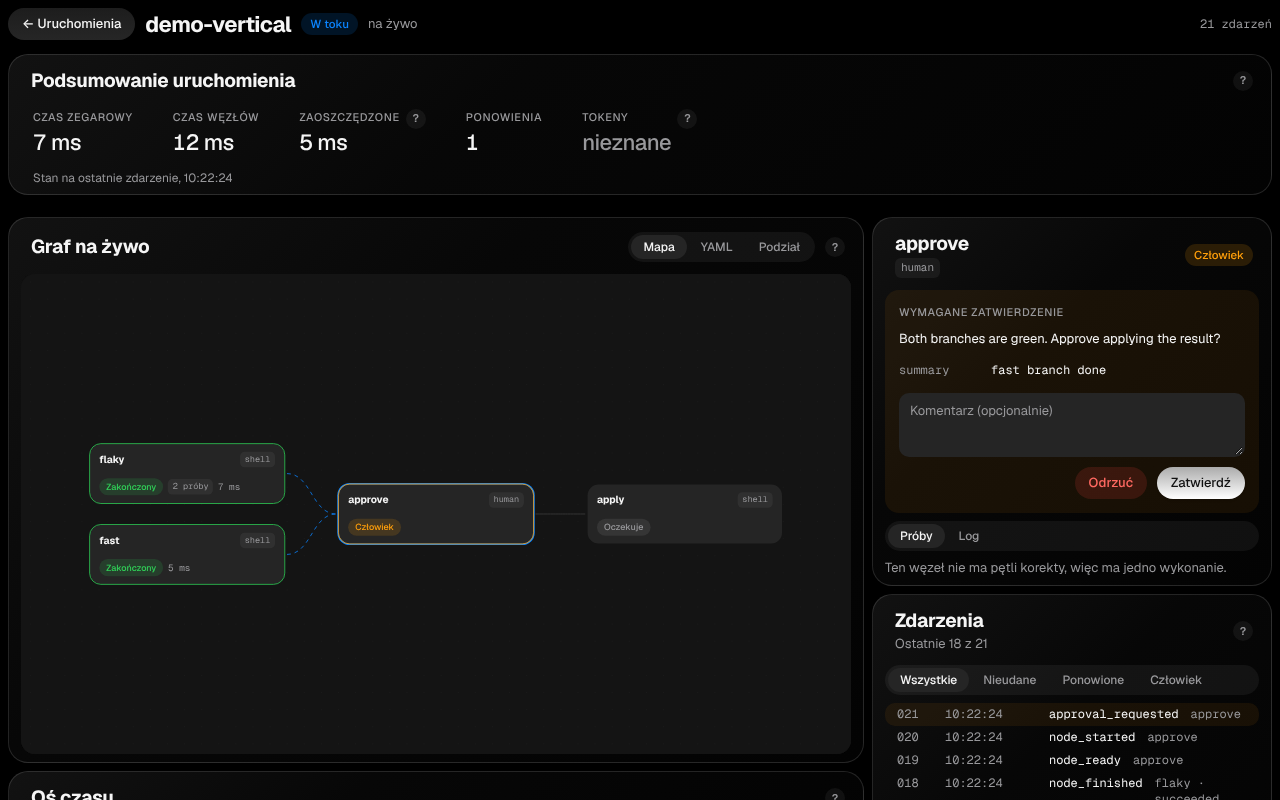 ← Uruchomienia demo-vertical W toku na żywo 21 zdarzeń
Podsumowanie uruchomienia ?
CZAS ZEGAROWY CZAS WĘZŁÓW ZAOSZCZĘDZONE ? PONOWIENIA TOKENY ?
7 ms 12 ms 5 ms 1 nieznane
Stan na ostatnie zdarzenie, 10:22:24
Graf na żywo Mapa YAML Podział ?
flaky shell
Zakończony 2 próby 7 ms
fast shell
Zakończony 5 ms
approve human
Człowiek
apply shell
Oczekuje
approve
human
Człowiek
WYMAGANE ZATWIERDZENIE
Both branches are green. Approve applying the result?
summary fast branch done
Komentarz (opcjonalnie)
Odrzuć Zatwierdź
Próby Log
Ten węzeł nie ma pętli korekty, więc ma jedno wykonanie.
Zdarzenia
Ostatnie 18 z 21
?
Wszystkie Nieudane Ponowione Człowiek
021 10:22:24 approval_requested approve
020 10:22:24 node_started approve
019 10:22:24 node_ready approve
018 10:22:24 node_finished flaky ·
succeeded
Oś czasu ?